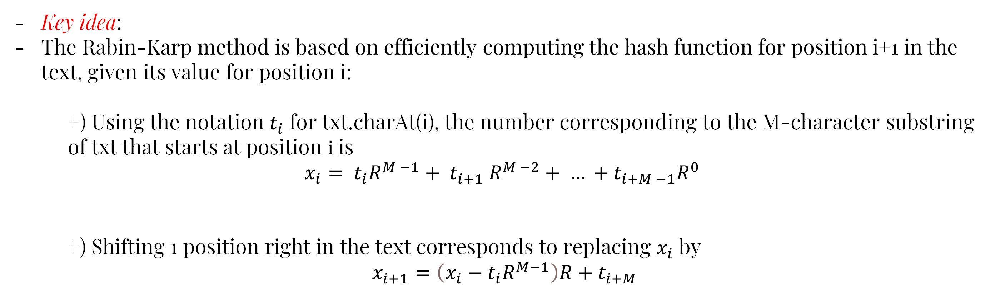 - Key idea:
- The Rabin-Karp method is based on efficiently computing the hash function for position i+1 in the
text, given its value for position i:
+) Using the notation $t_i$ for txt.charAt(i), the number corresponding to the M-character substring
of txt that starts at position i is
$x_i = t_i R^{M-1} + t_{i+1} R^{M-2} + ... + t_{i+M-1} R^0$
+) Shifting 1 position right in the text corresponds to replacing $x_i$ by
$x_{i+1} = (x_i - t_i R^{M-1}) R + t_{i+M}$